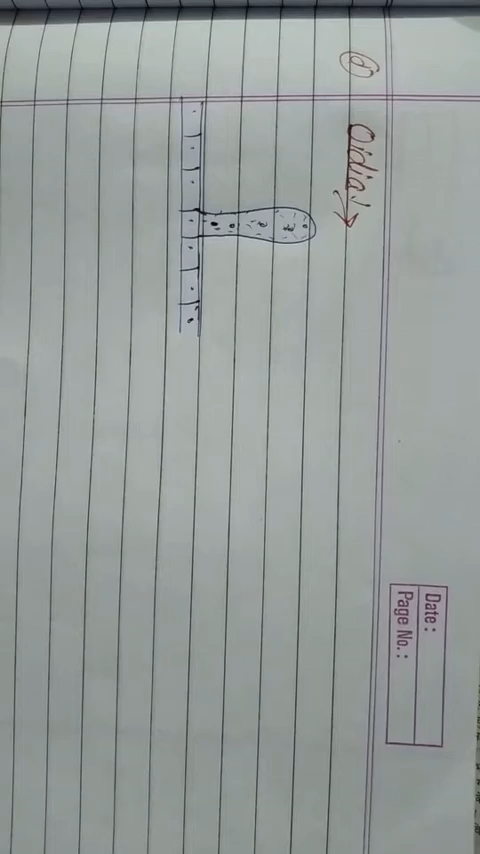 Date :
Page No. :
d) Oidia! →